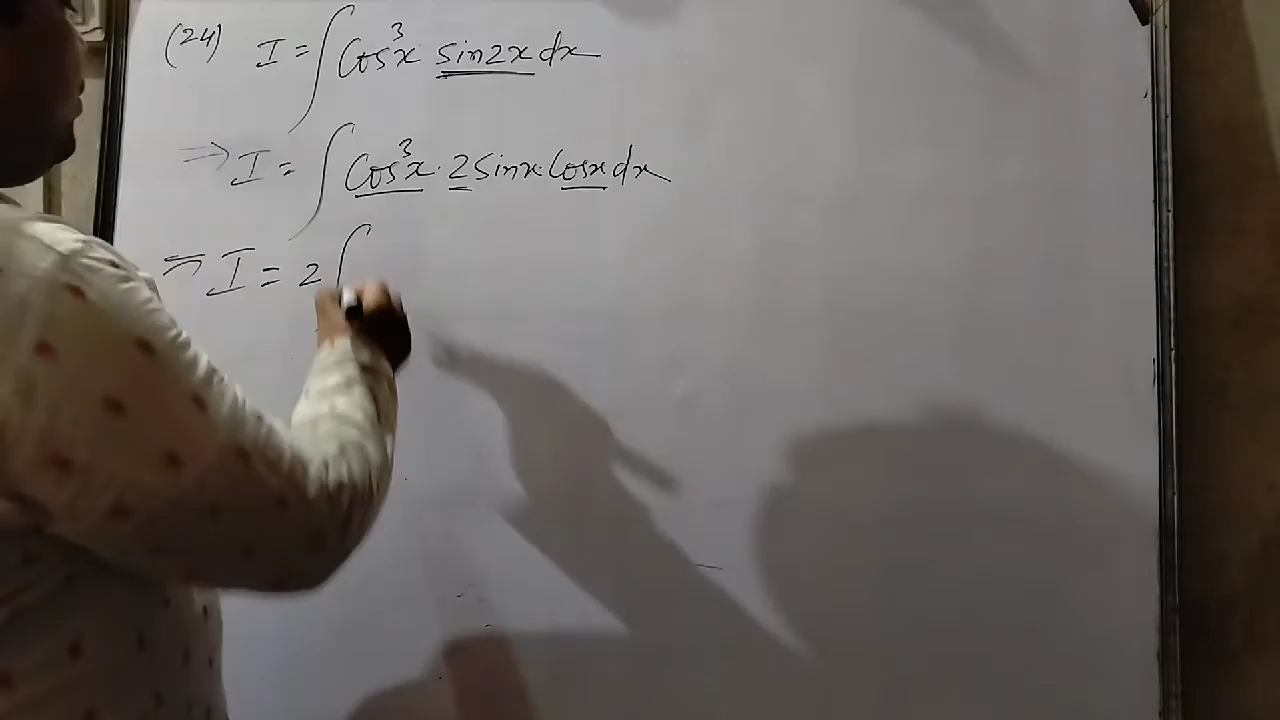 (24) I = ∫ Cos³x sin2x dx
⇒ I = ∫ Cos³x · 2 sinx · Cosx dx
⇒ I = 2 ∫